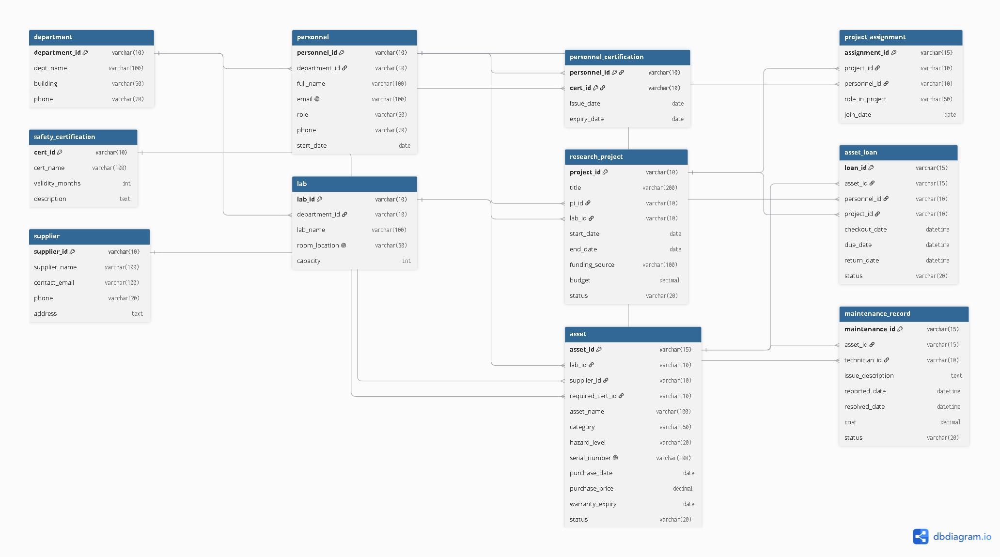 department
department_id varchar(10)
dept_name varchar(100)
building varchar(50)
phone varchar(20)
safety_certification
cert_id varchar(10)
cert_name varchar(100)
validity_months int
description text
supplier
supplier_id varchar(10)
supplier_name varchar(100)
contact_email varchar(100)
phone varchar(20)
address text
personnel
personnel_id varchar(10)
department_id varchar(10)
full_name varchar(100)
email varchar(100)
role varchar(50)
phone varchar(20)
start_date date
lab
lab_id varchar(10)
department_id varchar(10)
lab_name varchar(100)
room_location varchar(50)
capacity int
personnel_certification
personnel_id varchar(10)
cert_id varchar(10)
issue_date date
expiry_date date
research_project
project_id varchar(10)
title varchar(200)
pi_id varchar(10)
lab_id varchar(10)
start_date date
end_date date
funding_source varchar(100)
budget decimal
status varchar(20)
asset
asset_id varchar(15)
lab_id varchar(10)
supplier_id varchar(10)
required_cert_id varchar(10)
asset_name varchar(100)
category varchar(50)
hazard_level varchar(20)
serial_number varchar(100)
purchase_date date
purchase_price decimal
warranty_expiry date
status varchar(20)
project_assignment
assignment_id varchar(15)
project_id varchar(10)
personnel_id varchar(10)
role_in_project varchar(50)
join_date date
asset_loan
loan_id varchar(15)
asset_id varchar(15)
personnel_id varchar(10)
project_id varchar(10)
checkout_date datetime
due_date datetime
return_date datetime
status varchar(20)
maintenance_record
maintenance_id varchar(15)
asset_id varchar(15)
technician_id varchar(10)
issue_description text
reported_date datetime
resolved_date datetime
cost decimal
status varchar(20)
dbdiagram.io